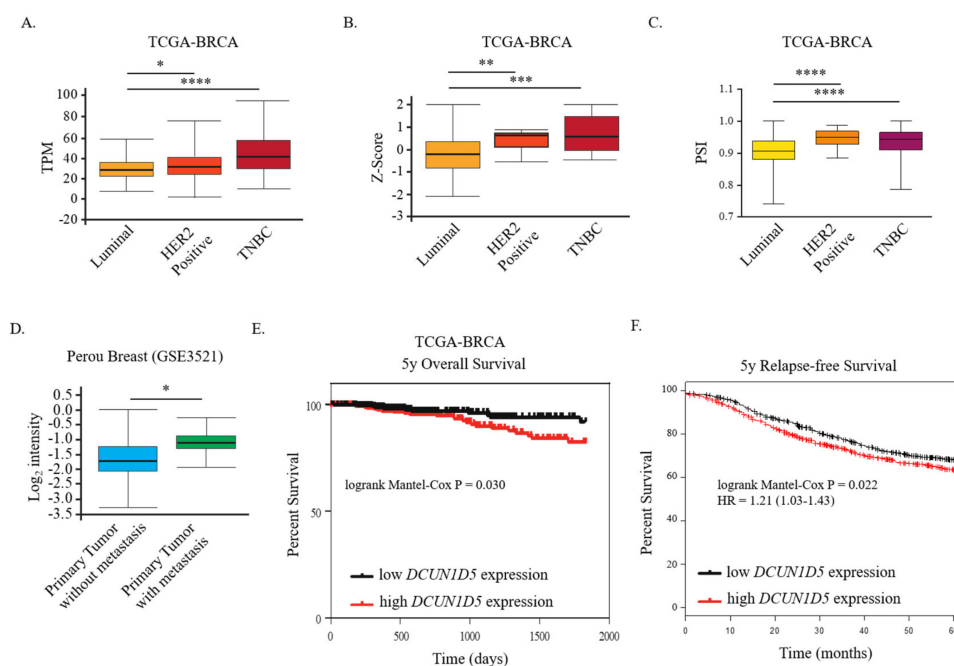 A.
TCGA-BRCA
*
****
TPM
100
80
60
40
20
0
-20
Luminal
HER2
Positive
TNBC
B.
TCGA-BRCA
**
***
Z-Score
2
1
0
-1
-2
-3
Luminal
HER2
Positive
TNBC
C.
TCGA-BRCA
****
****
PSI
1.1
1.0
0.9
0.8
0.7
Luminal
HER2
Positive
TNBC
D.
Perou Breast (GSE3521)
*
Log2 intensity
0.5
0.0
-0.5
-1.0
-1.5
-2.0
-2.5
-3.0
-3.5
Primary Tumor
without metastasis
Primary Tumor
with metastasis
E.
TCGA-BRCA
5y Overall Survival
Percent Survival
100
50
0
logrank Mantel-Cox P = 0.030
low DCUN1D5 expression
high DCUN1D5 expression
0 500 1000 1500 2000
Time (days)
F.
5y Relapse-free Survival
Percent Survival
100
80
60
40
20
0
logrank Mantel-Cox P = 0.022
HR = 1.21 (1.03-1.43)
low DCUN1D5 expression
high DCUN1D5 expression
0 10 20 30 40 50 60
Time (months)